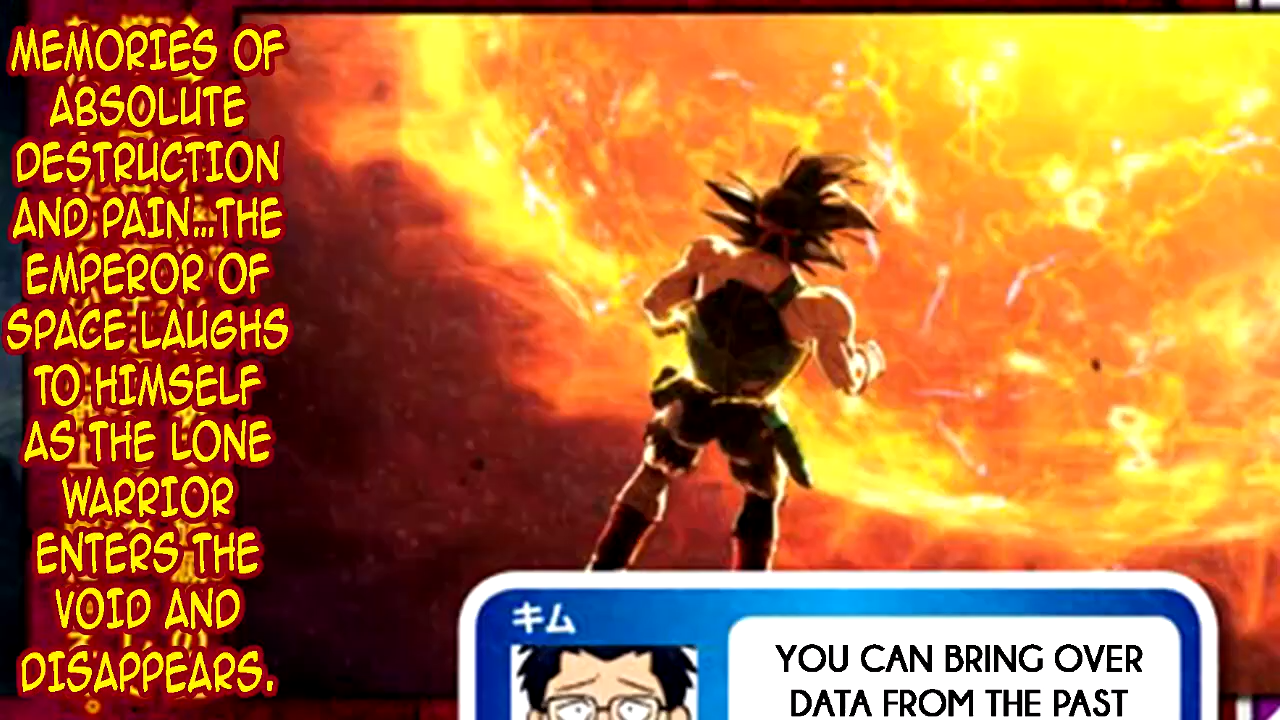 MEMORIES OF
ABSOLUTE
DESTRUCTION
AND PAIN...THE
EMPEROR OF
SPACE LAUGHS
TO HIMSELF
AS THE LONE
WARRIOR
ENTERS THE
VOID AND
DISAPPEARS.
キム
YOU CAN BRING OVER
DATA FROM THE PAST